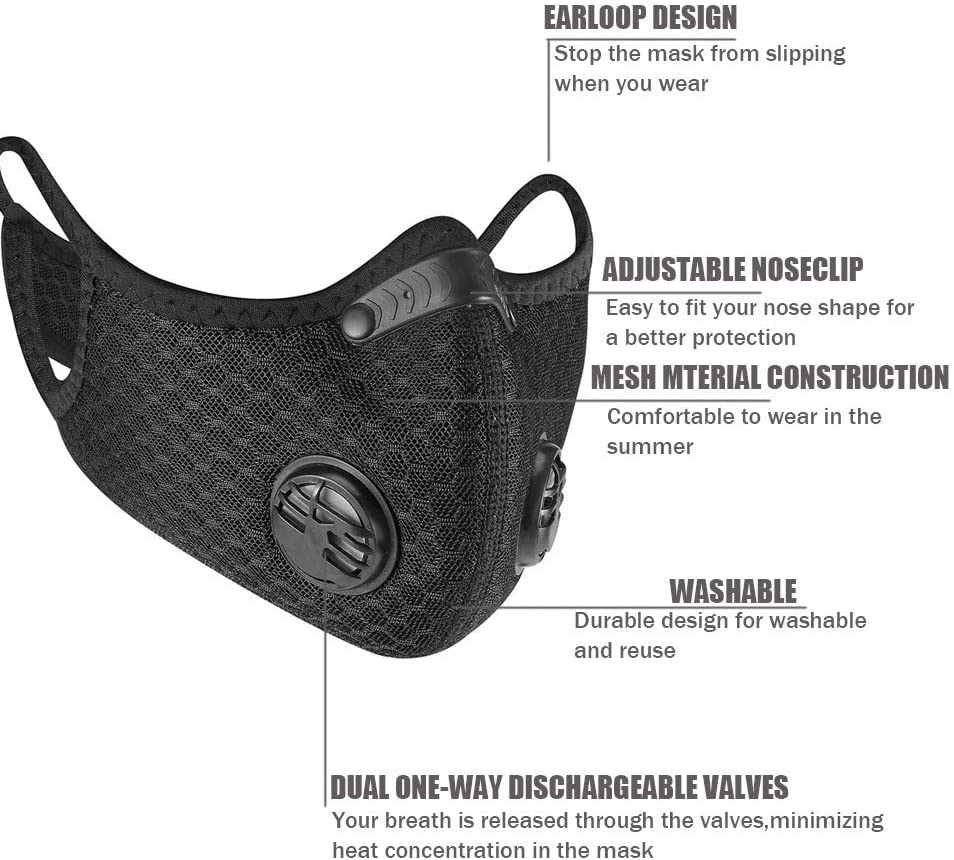 EARLOOP DESIGN
Stop the mask from slipping
when you wear
ADJUSTABLE NOSECLIP
Easy to fit your nose shape for
a better protection
MESH MTERIAL CONSTRUCTION
Comfortable to wear in the
summer
WASHABLE
Durable design for washable
and reuse
DUAL ONE-WAY DISCHARGEABLE VALVES
Your breath is released through the valves,minimizing
heat concentration in the mask